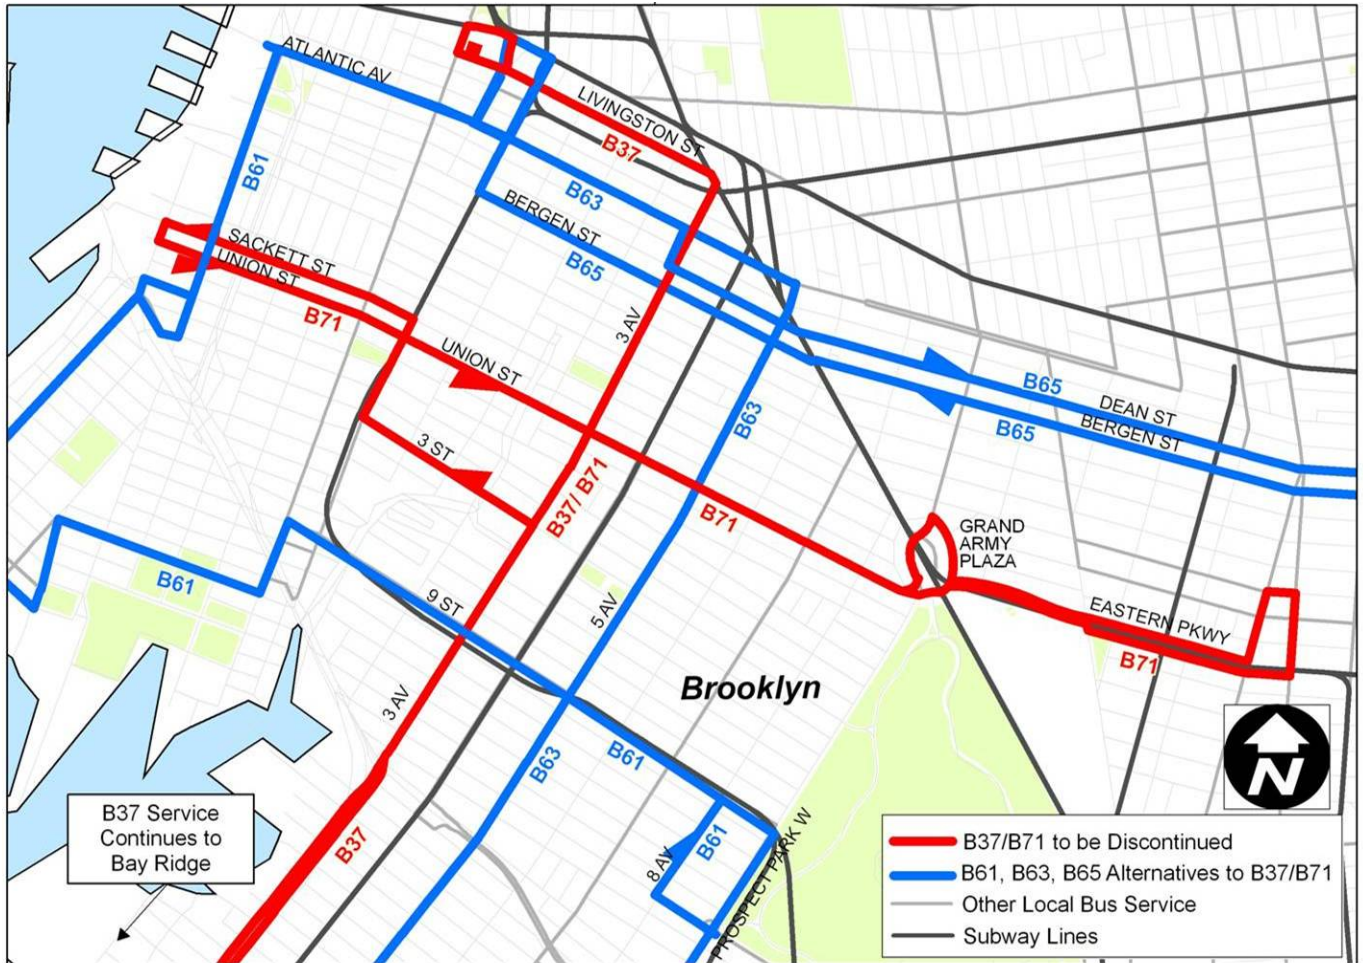 ATLANTIC AV
LIVINGSTON ST
B37
B61
B63
BERGEN ST
B65
SACKETT ST
UNION ST
B71
3 AV
UNION ST
B63
B65
DEAN ST
BERGEN ST
B65
3 ST
B37/ B71
B71
GRAND
ARMY
PLAZA
B61
9 ST
5 AV
EASTERN PKWY
B71
Brooklyn
3 AV
B63
B61
N
B37 Service
Continues to
Bay Ridge
B37
8 AV
B61
PROSPECT PARK W
B37/B71 to be Discontinued
B61, B63, B65 Alternatives to B37/B71
Other Local Bus Service
Subway Lines